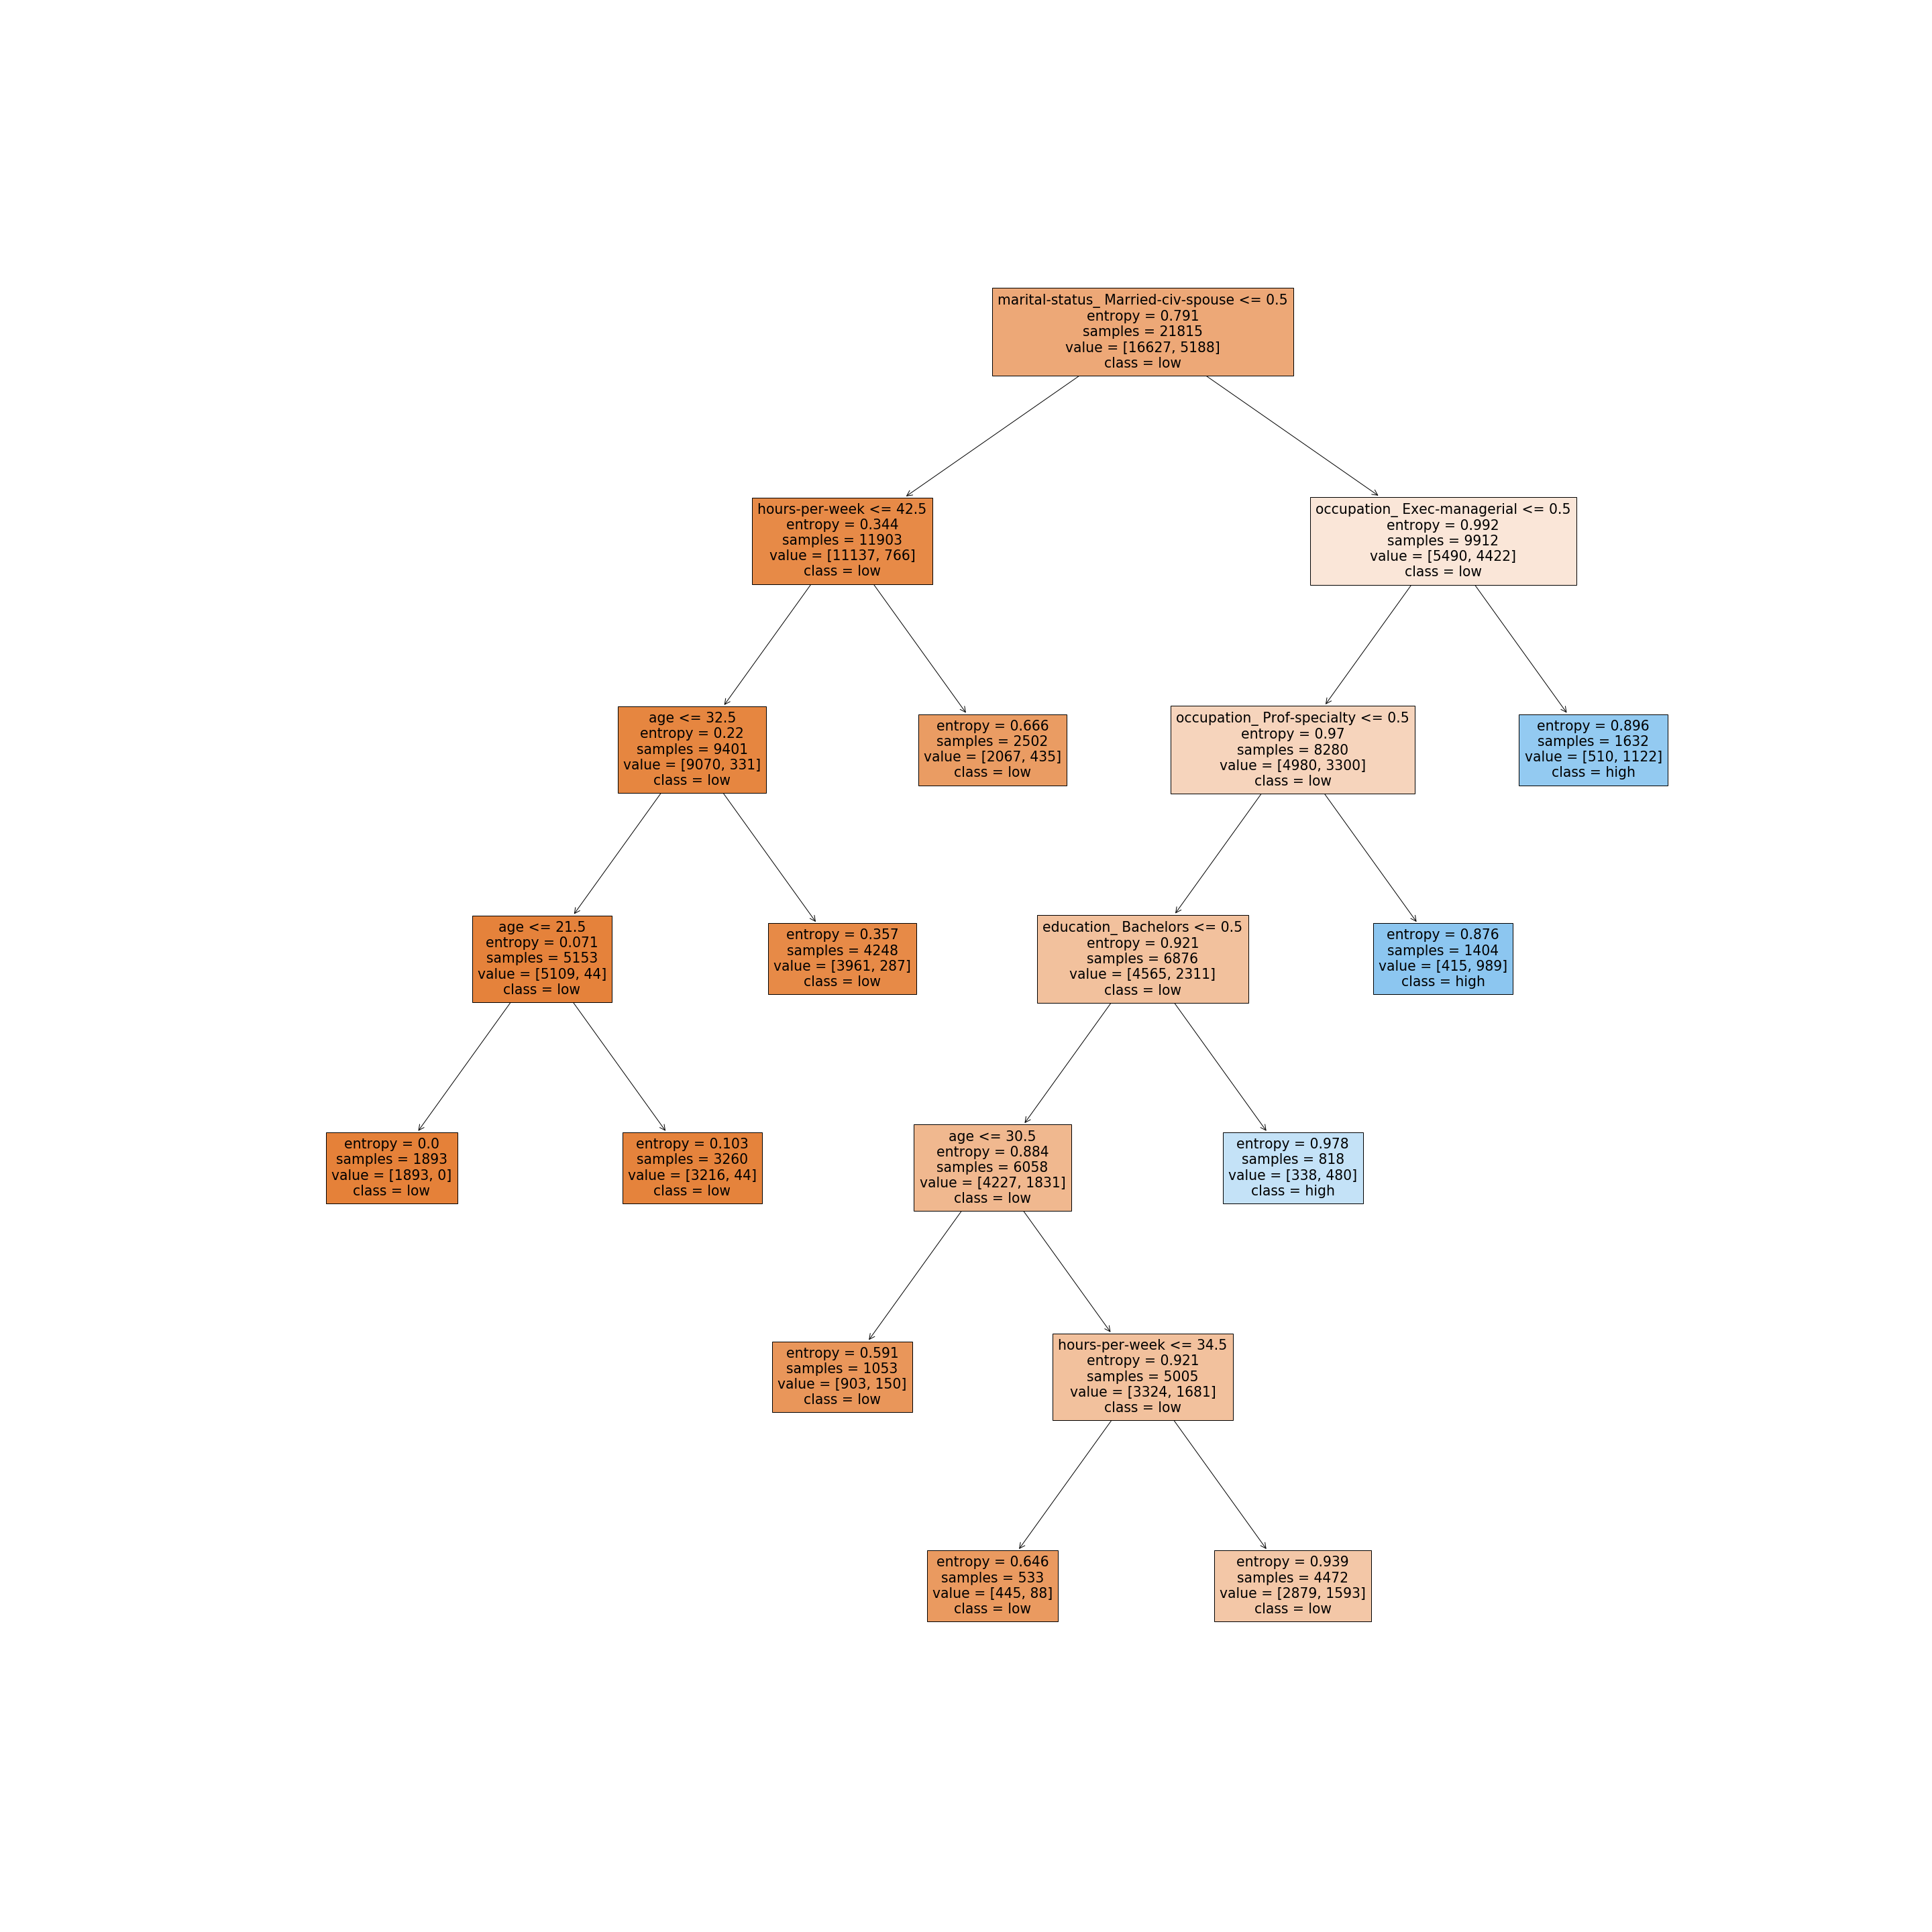 marital-status_ Married-civ-spouse <= 0.5
entropy = 0.791
samples = 21815
value = [16627, 5188]
class = low
hours-per-week <= 42.5
entropy = 0.344
samples = 11903
value = [11137, 766]
class = low
occupation_ Exec-managerial <= 0.5
entropy = 0.992
samples = 9912
value = [5490, 4422]
class = low
age <= 32.5
entropy = 0.22
samples = 9401
value = [9070, 331]
class = low
entropy = 0.666
samples = 2502
value = [2067, 435]
class = low
occupation_ Prof-specialty <= 0.5
entropy = 0.97
samples = 8280
value = [4980, 3300]
class = low
entropy = 0.896
samples = 1632
value = [510, 1122]
class = high
age <= 21.5
entropy = 0.071
samples = 5153
value = [5109, 44]
class = low
entropy = 0.357
samples = 4248
value = [3961, 287]
class = low
education_ Bachelors <= 0.5
entropy = 0.921
samples = 6876
value = [4565, 2311]
class = low
entropy = 0.876
samples = 1404
value = [415, 989]
class = high
entropy = 0.0
samples = 1893
value = [1893, 0]
class = low
entropy = 0.103
samples = 3260
value = [3216, 44]
class = low
age <= 30.5
entropy = 0.884
samples = 6058
value = [4227, 1831]
class = low
entropy = 0.978
samples = 818
value = [338, 480]
class = high
entropy = 0.591
samples = 1053
value = [903, 150]
class = low
hours-per-week <= 34.5
entropy = 0.921
samples = 5005
value = [3324, 1681]
class = low
entropy = 0.646
samples = 533
value = [445, 88]
class = low
entropy = 0.939
samples = 4472
value = [2879, 1593]
class = low